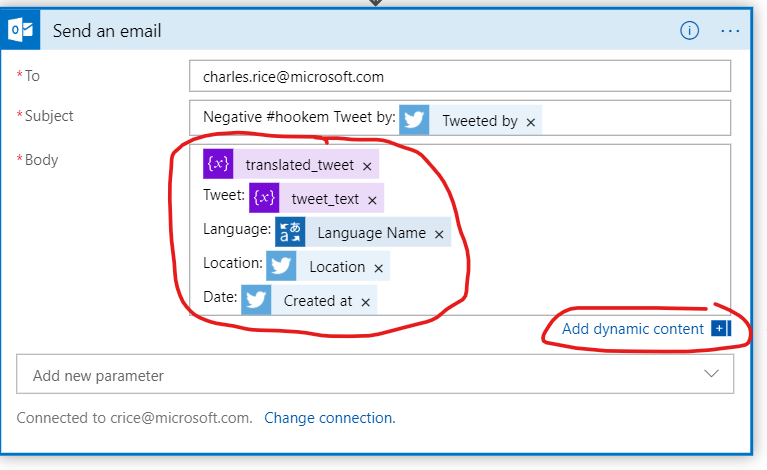 Send an email
*To
charles.rice@microsoft.com
*Subject
Negative #hookem Tweet by: Tweeted by ×
*Body
{x} translated_tweet ×
Tweet: {x} tweet_text ×
Language: Language Name ×
Location: Location ×
Date: Created at ×
Add dynamic content
Add new parameter
Connected to crice@microsoft.com. Change connection.